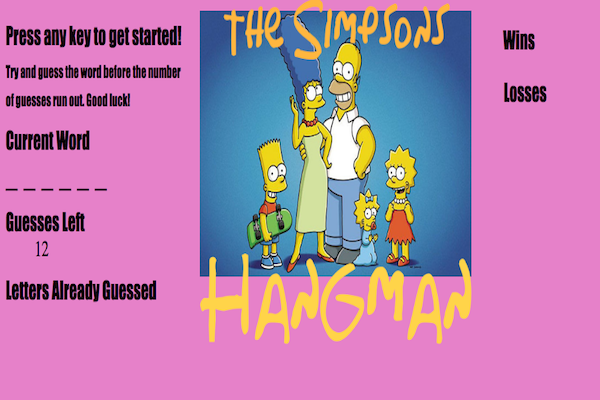 Press any key to get started!
Try and guess the word before the number
of guesses run out. Good luck!
Current Word
_ _ _ _ _ _
Guesses Left
12
Letters Already Guessed
THE SIMPSONS
HANGMAN
Wins
Losses